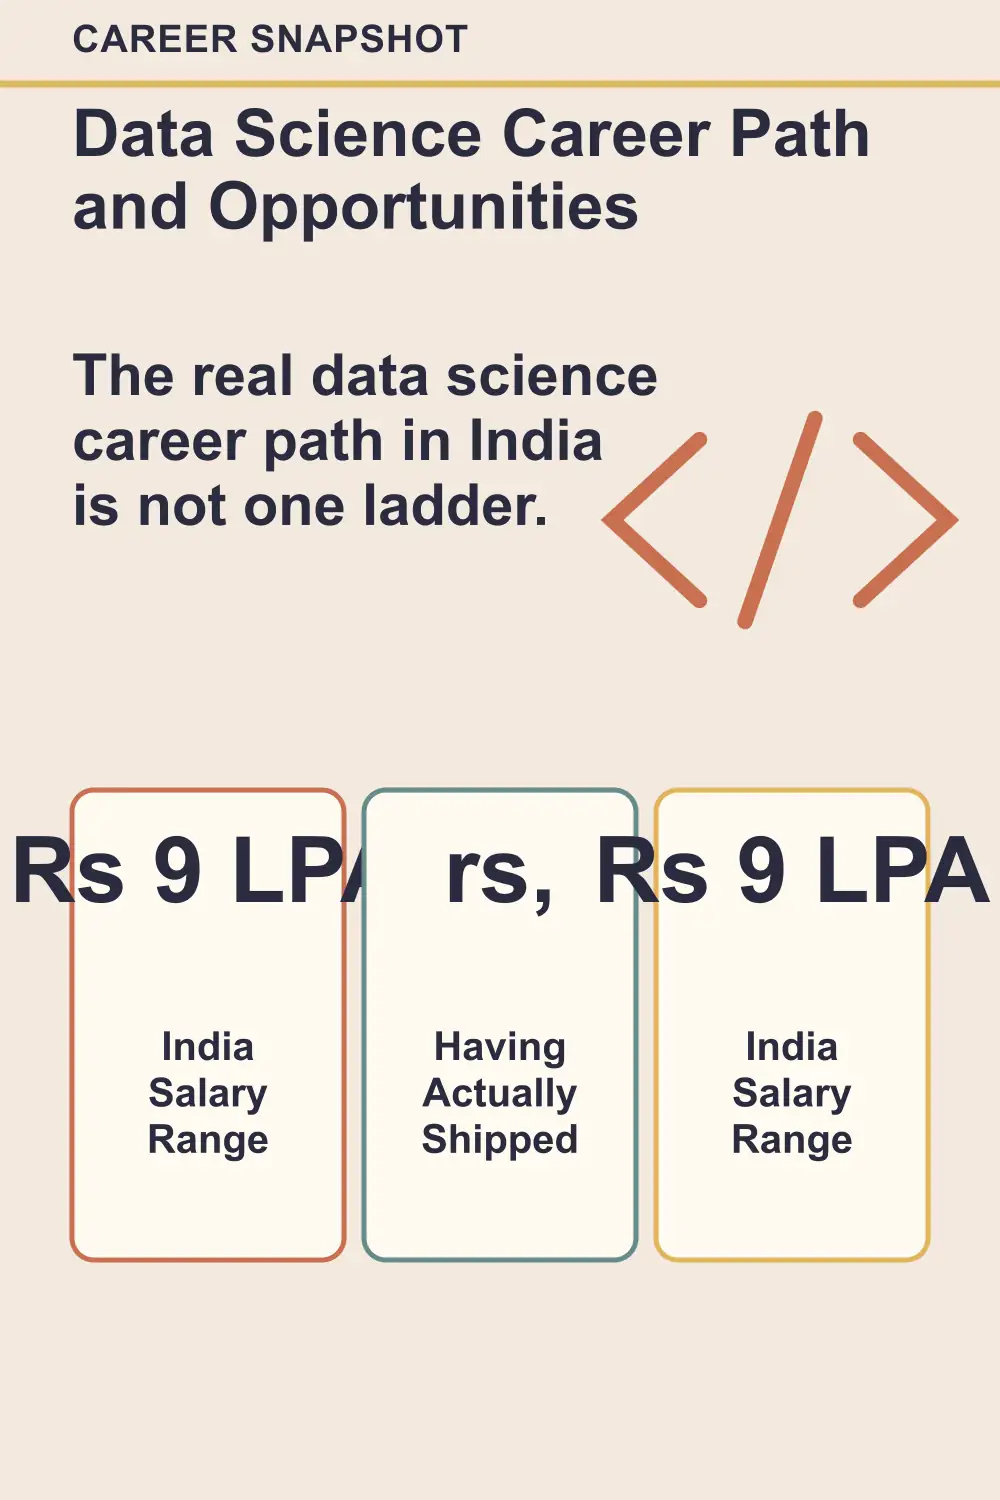 CAREER SNAPSHOT
Data Science Career Path
and Opportunities
The real data science
career path in India
is not one ladder.
</>
Rs 9 LPA rs, Rs 9 LPA
India
Salary
Range
Having
Actually
Shipped
India
Salary
Range